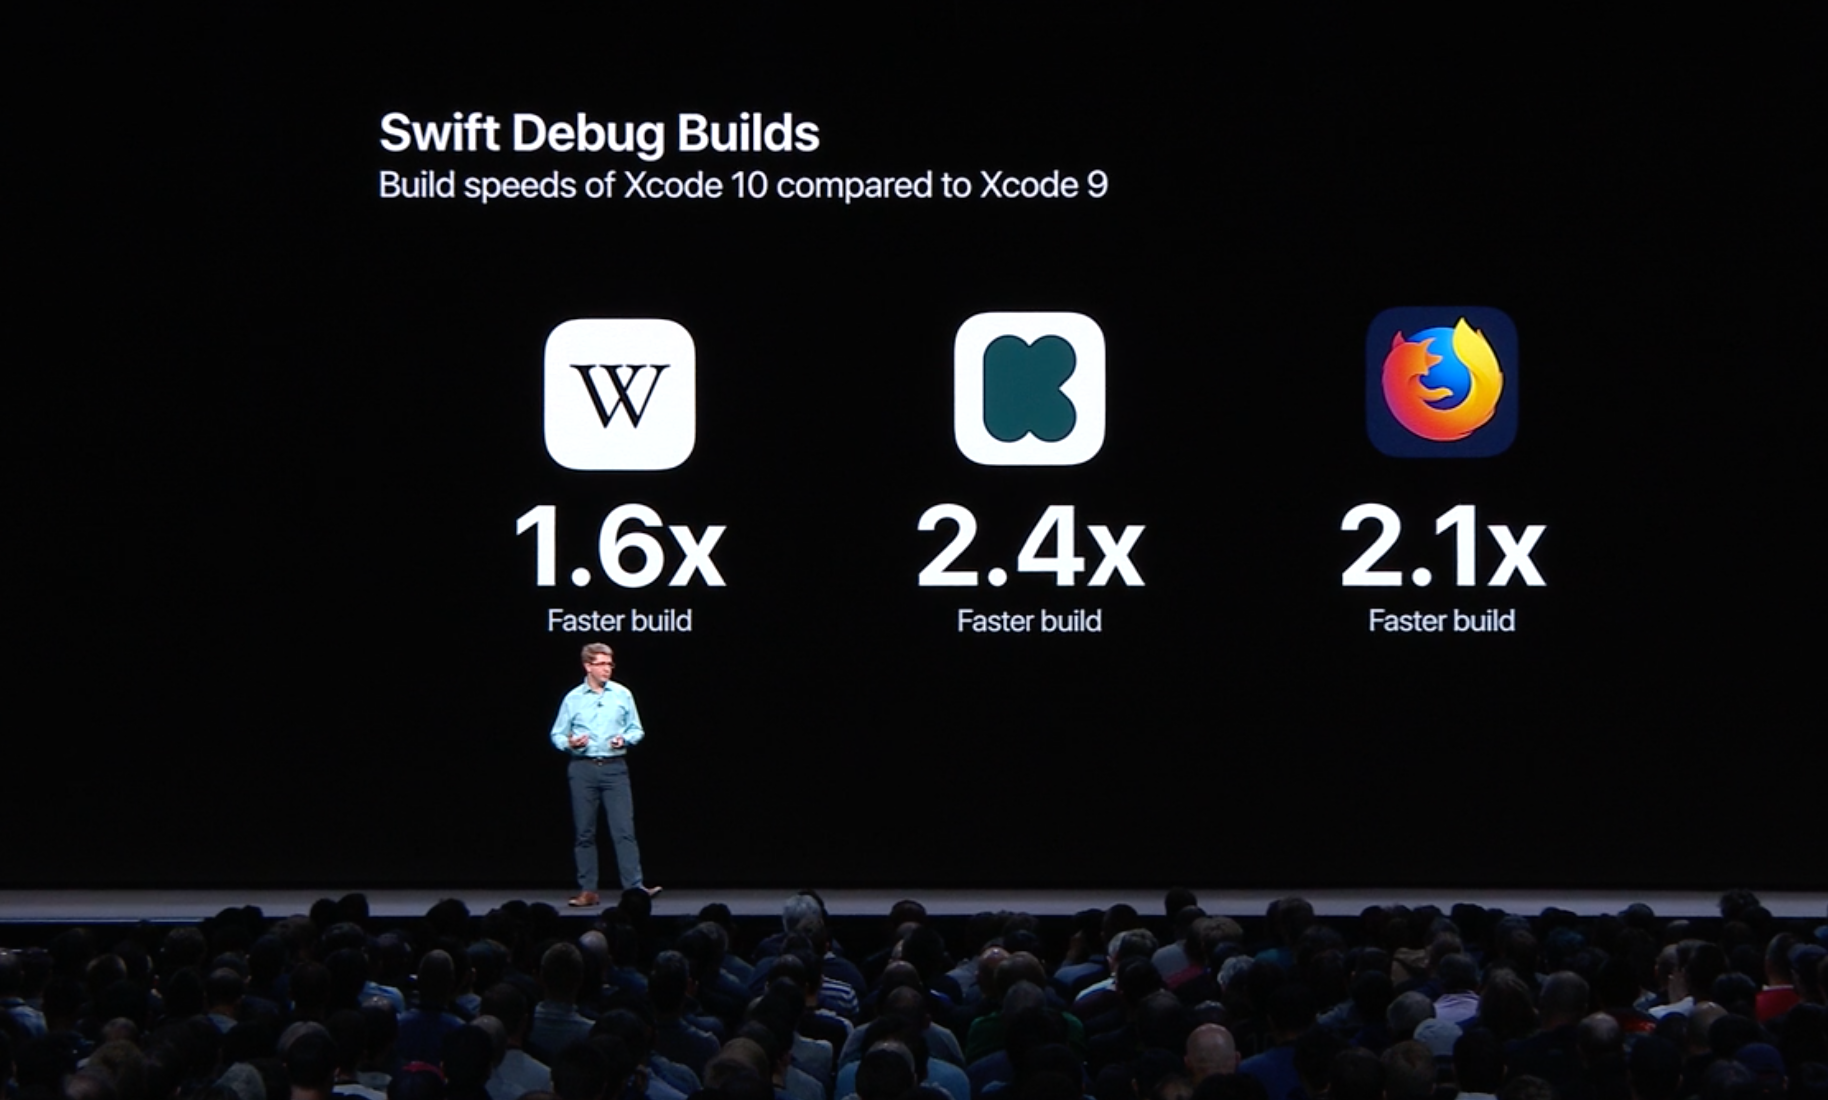 Swift Debug Builds
Build speeds of Xcode 10 compared to Xcode 9
W
1.6x
2.4x
2.1x
Faster build
Faster build
Faster build